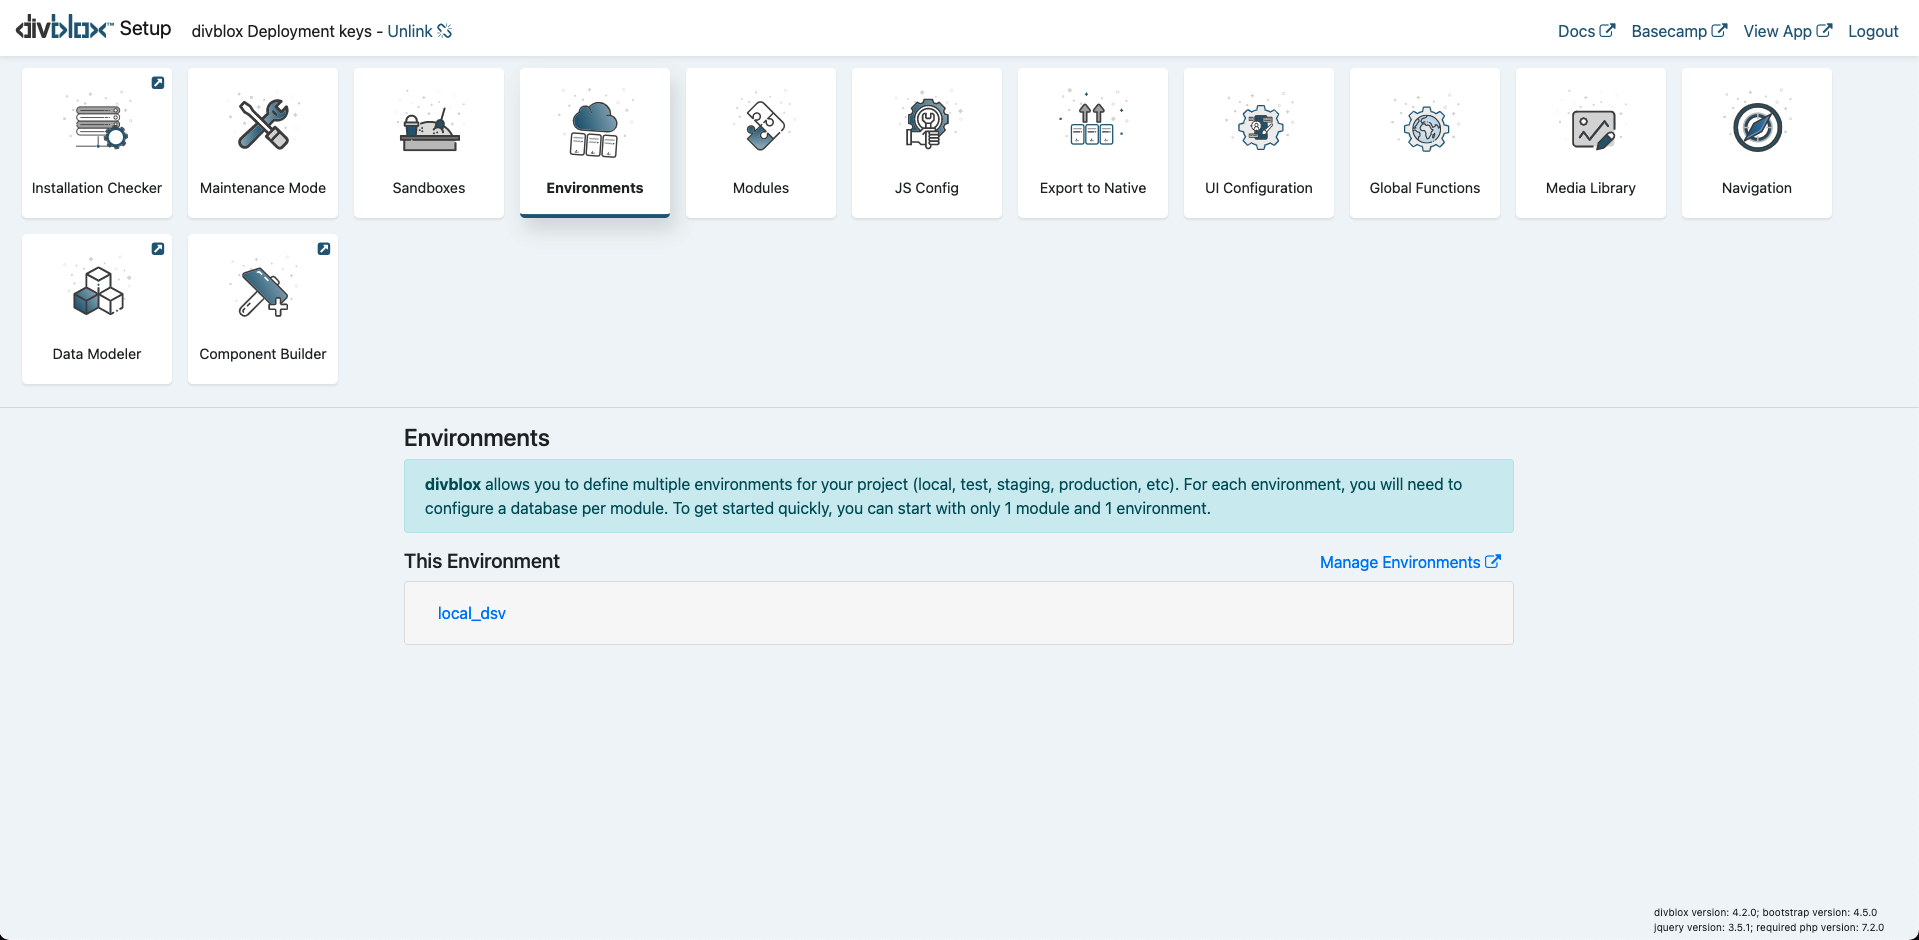 divblox™ Setup divblox Deployment keys - Unlink Docs Basecamp View App Logout
Installation Checker Maintenance Mode Sandboxes Environments Modules JS Config Export to Native UI Configuration Global Functions Media Library Navigation
Data Modeler Component Builder
Environments
divblox allows you to define multiple environments for your project (local, test, staging, production, etc). For each environment, you will need to
configure a database per module. To get started quickly, you can start with only 1 module and 1 environment.
This Environment Manage Environments
local_dsv
divblox version: 4.2.0; bootstrap version: 4.5.0
jquery version: 3.5.1; required php version: 7.2.0